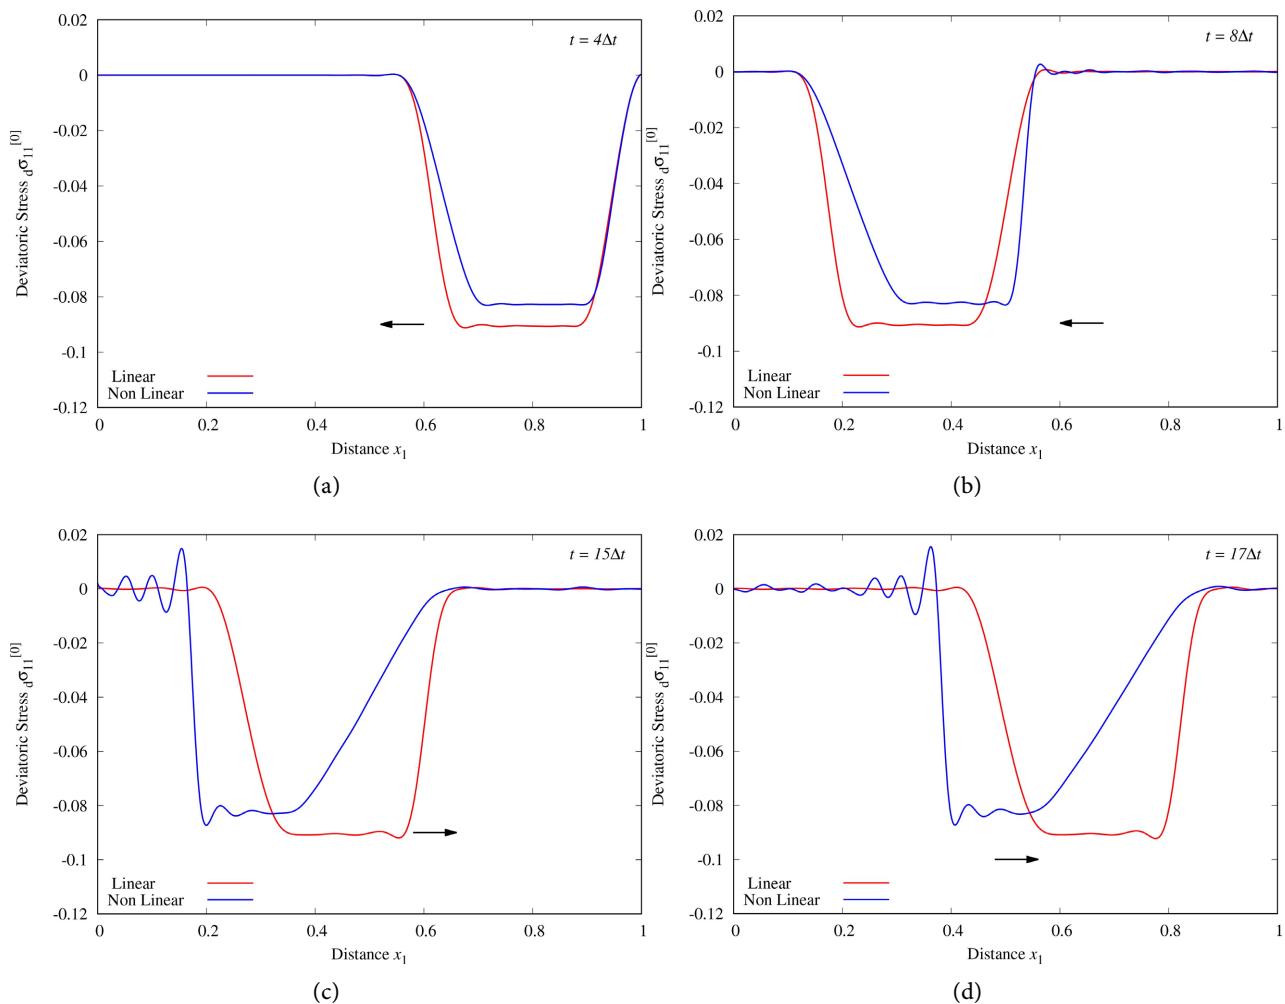 t = 4Δt
0.02
0
-0.02
-0.04
-0.06
-0.08
-0.1
-0.12
Deviatoric Stress dσ11[0]
Linear
Non Linear
0 0.2 0.4 0.6 0.8 1
Distance x1
(a)
t = 8Δt
0.02
0
-0.02
-0.04
-0.06
-0.08
-0.1
-0.12
Deviatoric Stress dσ11[0]
Linear
Non Linear
0 0.2 0.4 0.6 0.8 1
Distance x1
(b)
t = 15Δt
0.02
0
-0.02
-0.04
-0.06
-0.08
-0.1
-0.12
Deviatoric Stress dσ11[0]
Linear
Non Linear
0 0.2 0.4 0.6 0.8 1
Distance x1
(c)
t = 17Δt
0.02
0
-0.02
-0.04
-0.06
-0.08
-0.1
-0.12
Deviatoric Stress dσ11[0]
Linear
Non Linear
0 0.2 0.4 0.6 0.8 1
Distance x1
(d)